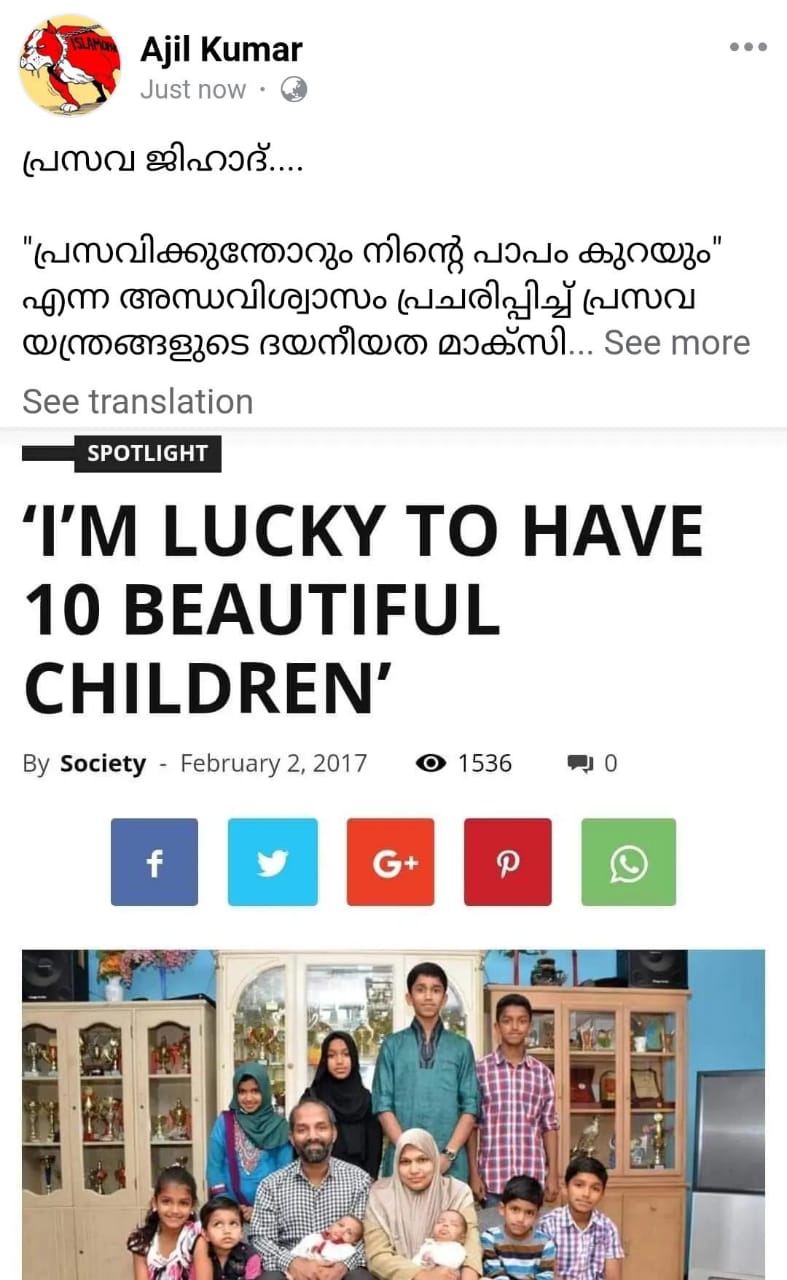 ISLAMOP
Ajil Kumar
Just now ·
പ്രസവ ജിഹാദ്....
"പ്രസവിക്കുന്തോറും നിന്റെ പാപം കുറയും"
എന്ന അന്ധവിശ്വാസം പ്രചരിപ്പിച്ച് പ്രസവ
യന്ത്രങ്ങളുടെ ദയനീയത മാക്സി... See more
See translation
SPOTLIGHT
‘I’M LUCKY TO HAVE
10 BEAUTIFUL
CHILDREN’
By Society - February 2, 2017 1536 0
f G+